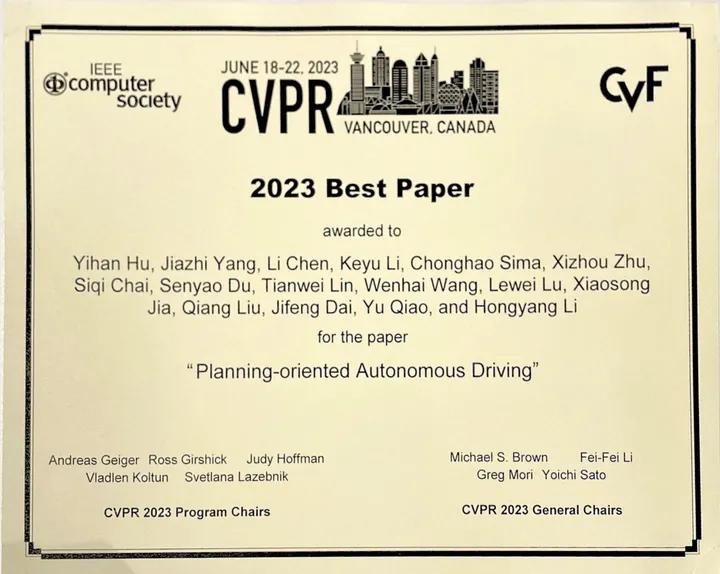 IEEE
computer
society
JUNE 18-22, 2023
CVPR
VANCOUVER, CANADA
CVF
2023 Best Paper
awarded to
Yihan Hu, Jiazhi Yang, Li Chen, Keyu Li, Chonghao Sima, Xizhou Zhu,
Siqi Chai, Senyao Du, Tianwei Lin, Wenhai Wang, Lewei Lu, Xiaosong
Jia, Qiang Liu, Jifeng Dai, Yu Qiao, and Hongyang Li
for the paper
“Planning-oriented Autonomous Driving”
Andreas Geiger Ross Girshick Judy Hoffman
Vladlen Koltun Svetlana Lazebnik
CVPR 2023 Program Chairs
Michael S. Brown Fei-Fei Li
Greg Mori Yoichi Sato
CVPR 2023 General Chairs